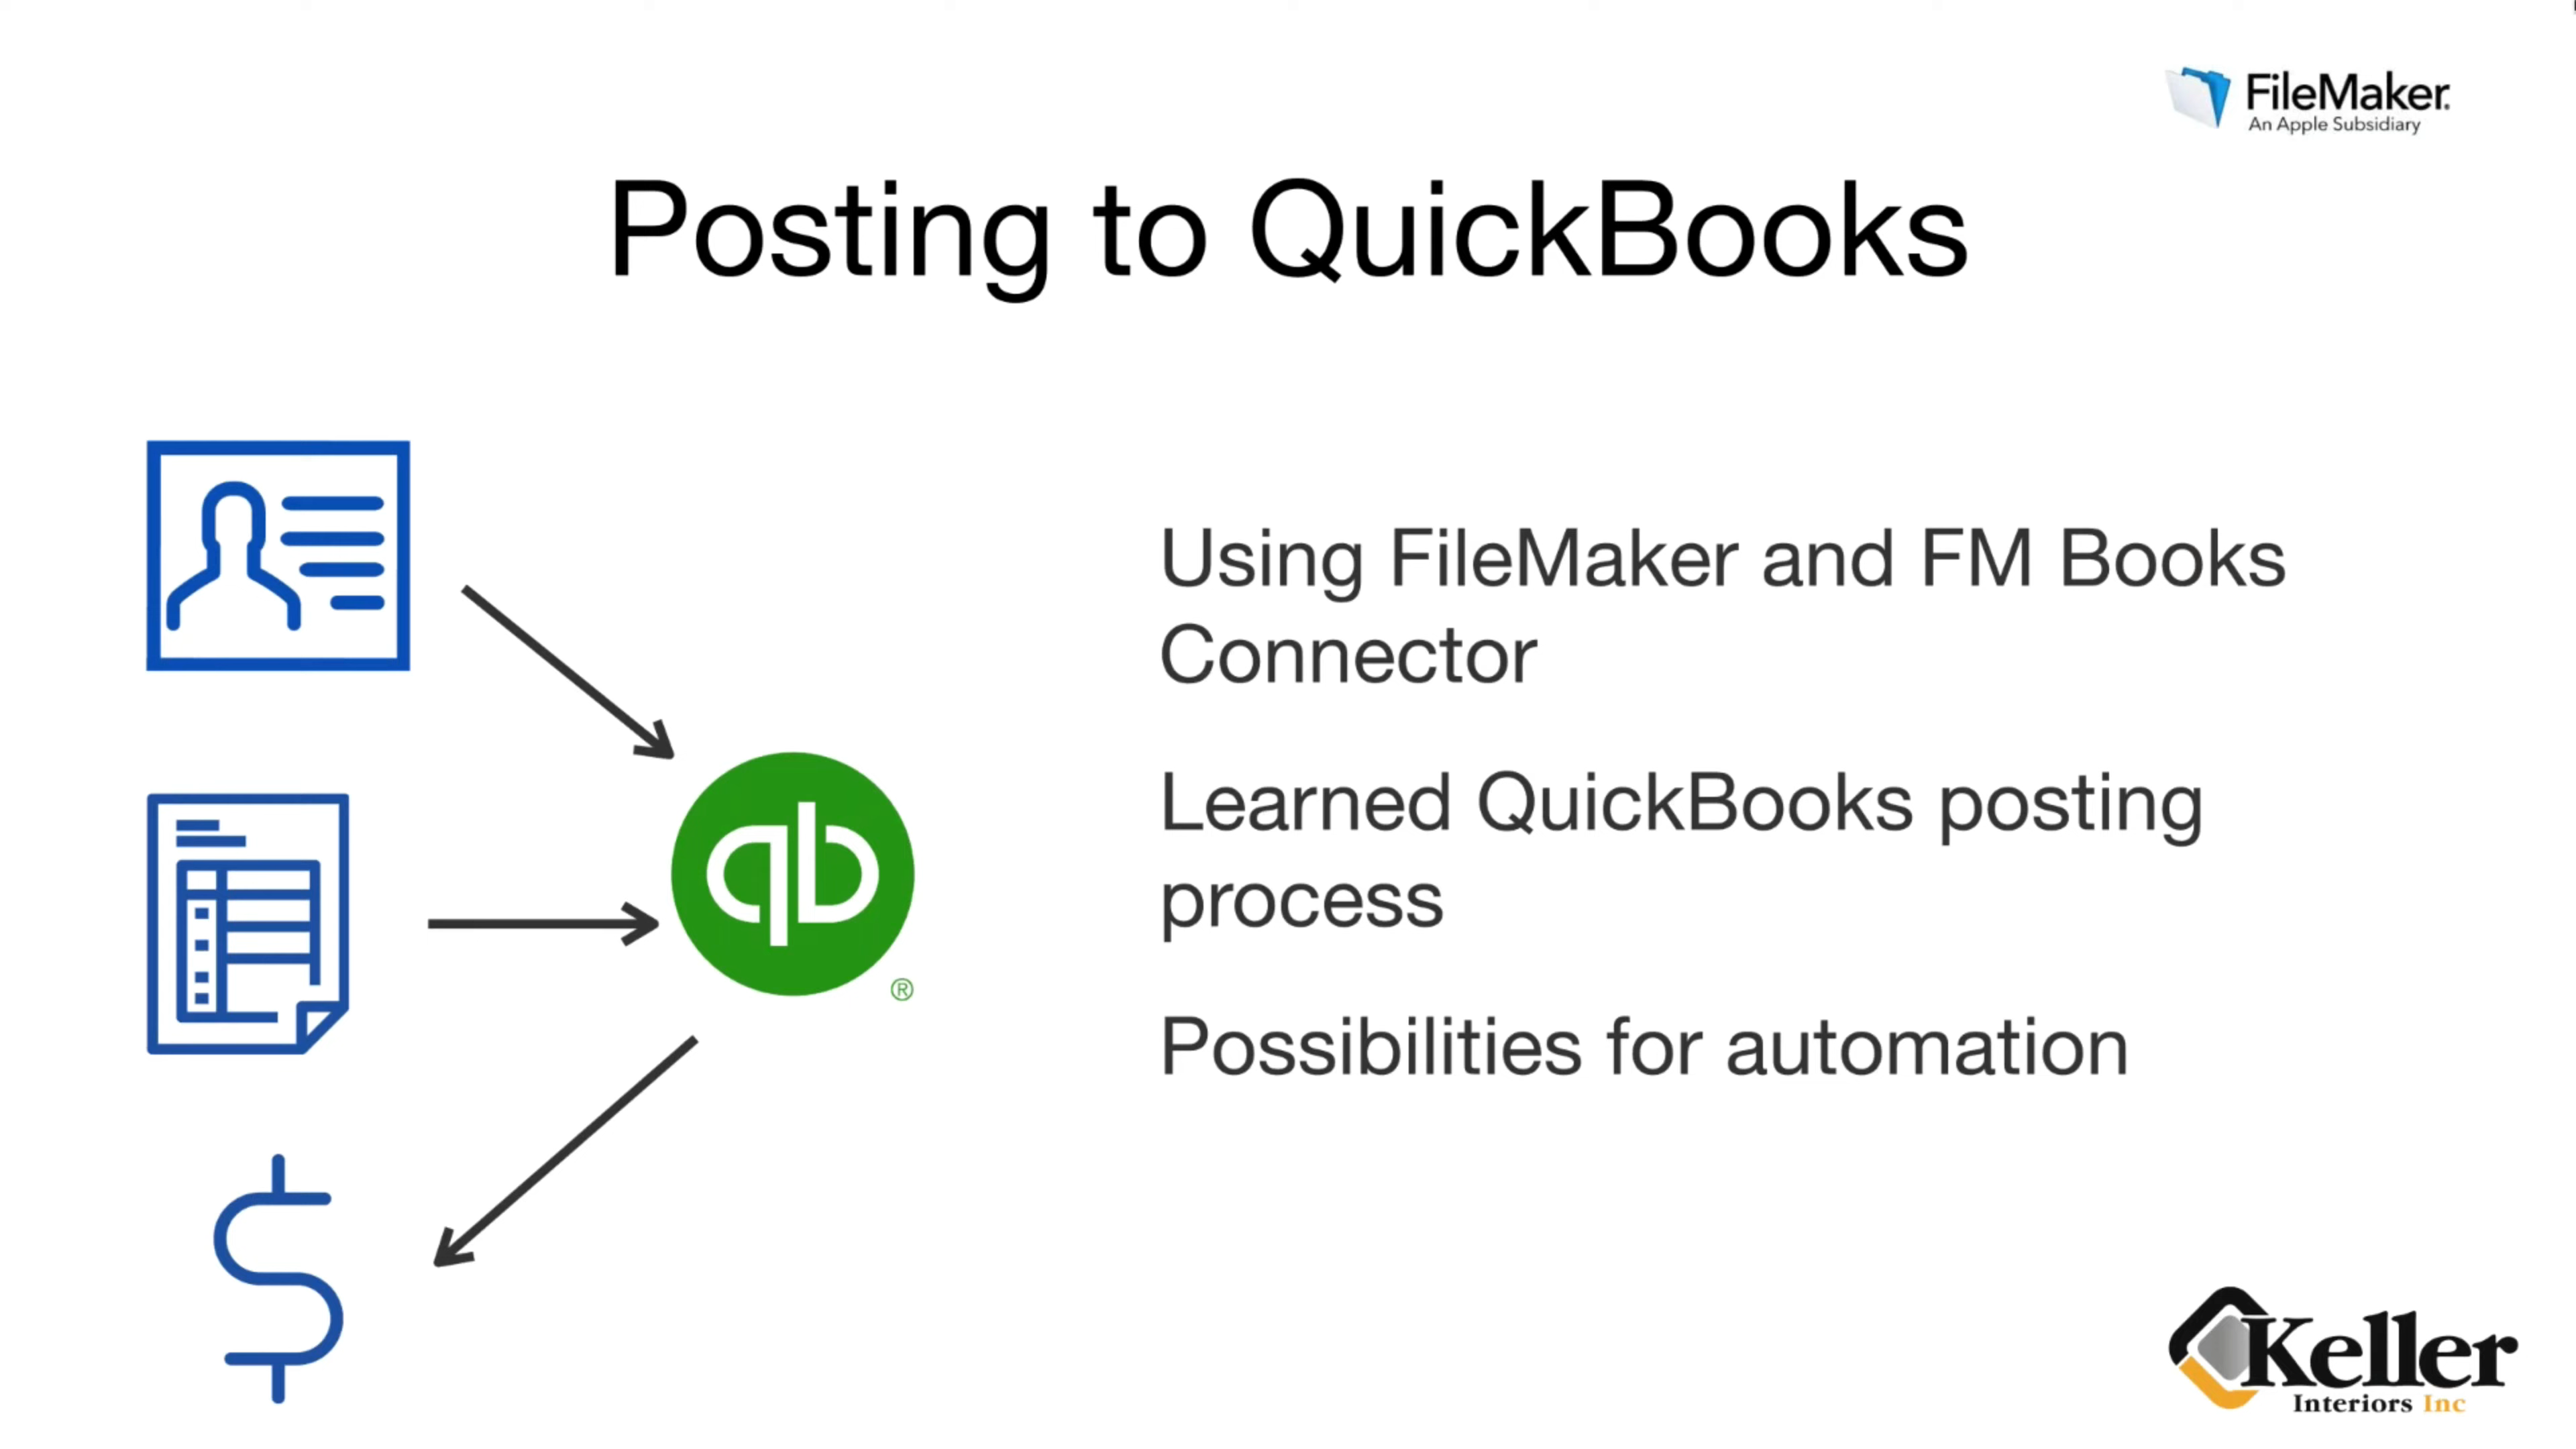 FileMaker.
An Apple Subsidiary
Posting to QuickBooks
Using FileMaker and FM Books
Connector
Learned QuickBooks posting
process
Possibilities for automation
qb
®
$
Keller
Interiors Inc